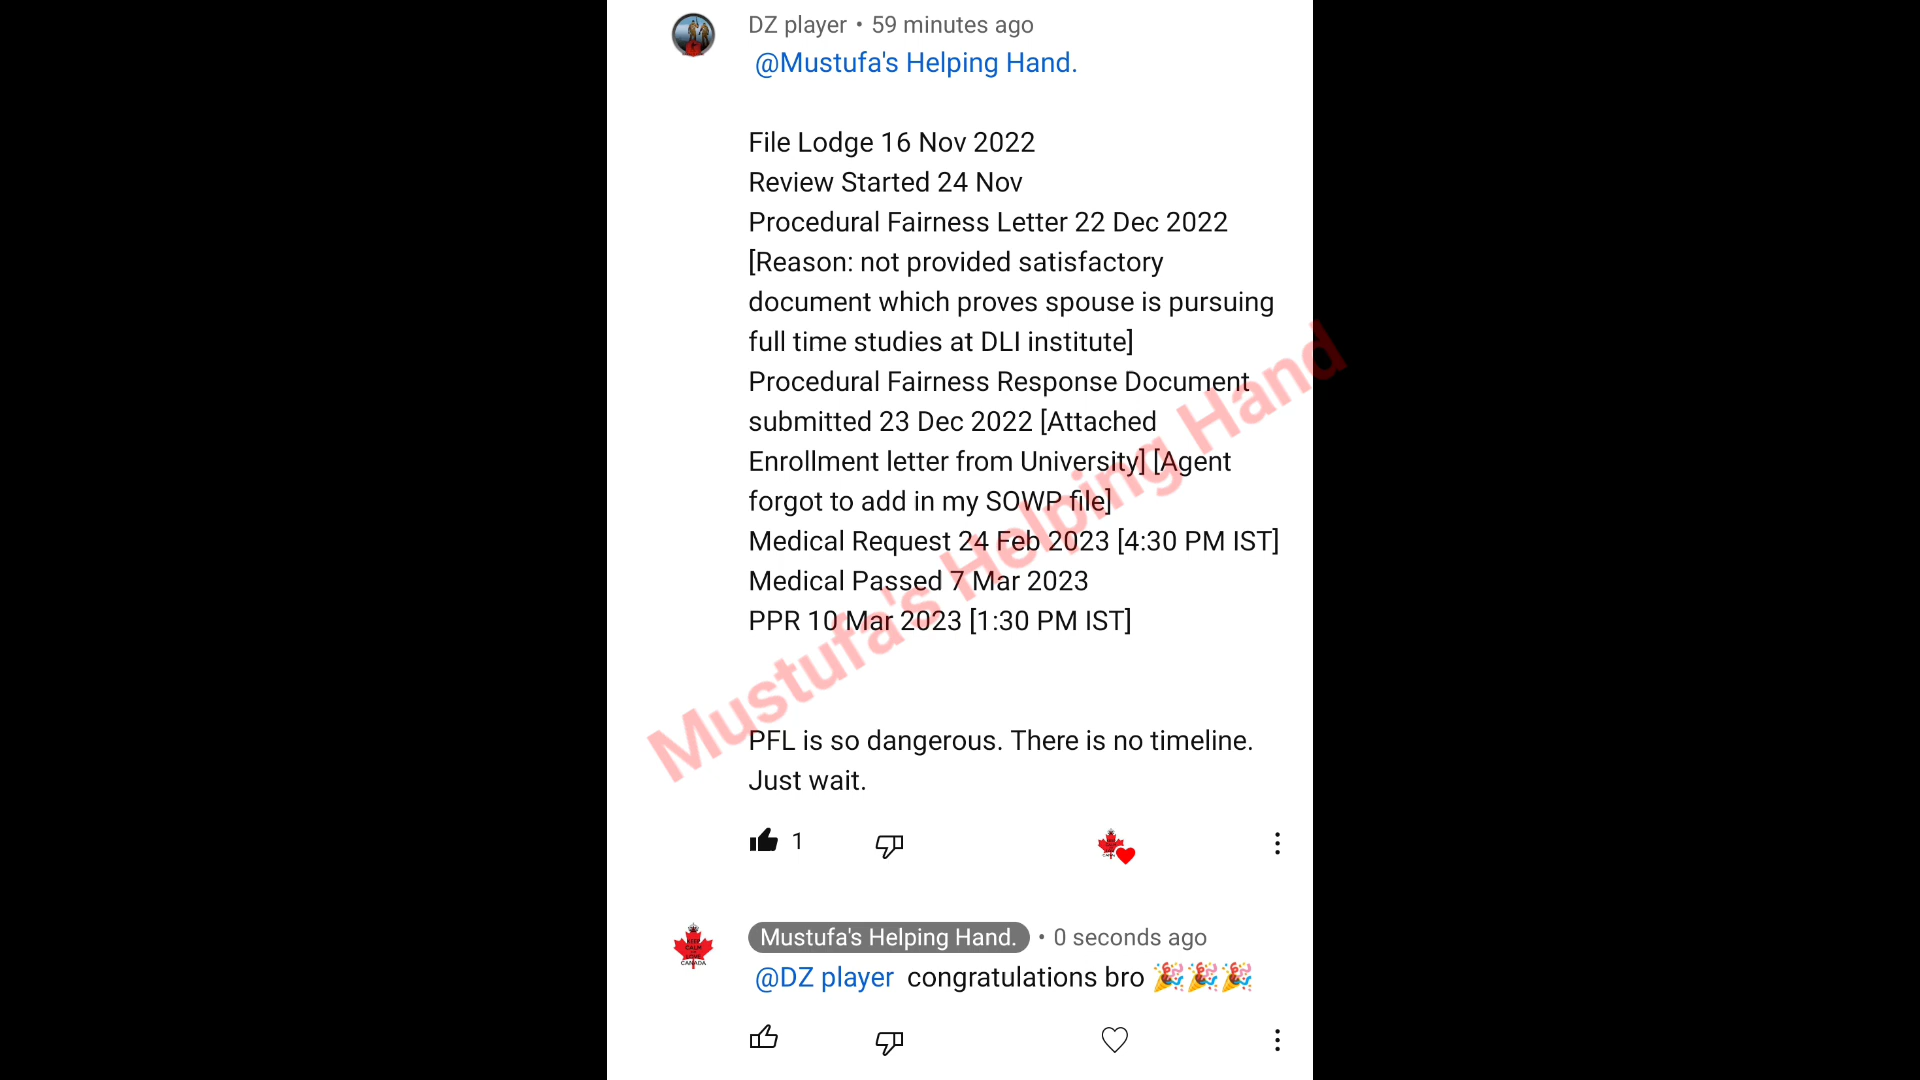 DZ player • 59 minutes ago
@Mustufa's Helping Hand.
File Lodge 16 Nov 2022
Review Started 24 Nov
Procedural Fairness Letter 22 Dec 2022
[Reason: not provided satisfactory
document which proves spouse is pursuing
full time studies at DLI institute]
Procedural Fairness Response Document
submitted 23 Dec 2022 [Attached
Enrollment letter from University] [Agent
forgot to add in my SOWP file]
Medical Request 24 Feb 2023 [4:30 PM IST]
Medical Passed 7 Mar 2023
PPR 10 Mar 2023 [1:30 PM IST]
Mustufa's Helping Hand
PFL is so dangerous. There is no timeline.
Just wait.
1
KEEP
CALM
CANADA
Mustufa's Helping Hand. • 0 seconds ago
@DZ player congratulations bro 🎉🎉🎉